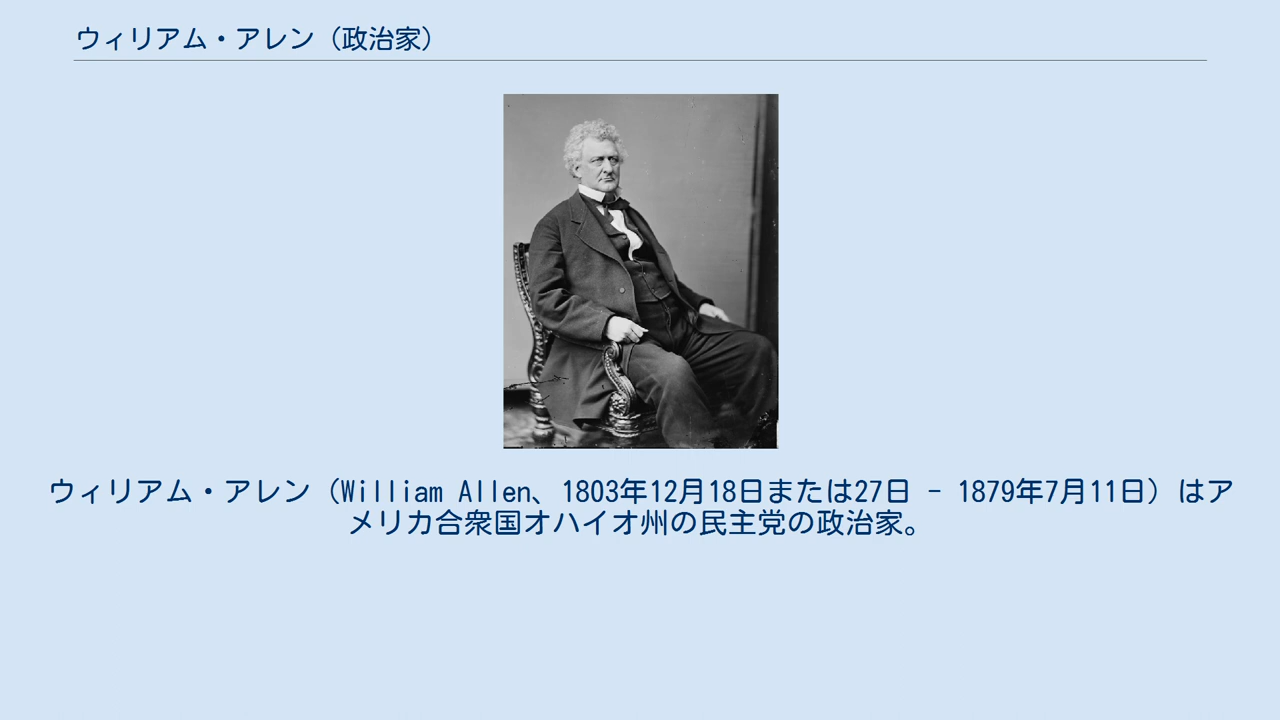 ウィリアム・アレン（政治家）
ウィリアム・アレン（William Allen、1803年12月18日または27日 - 1879年7月11日）はア
メリカ合衆国オハイオ州の民主党の政治家。